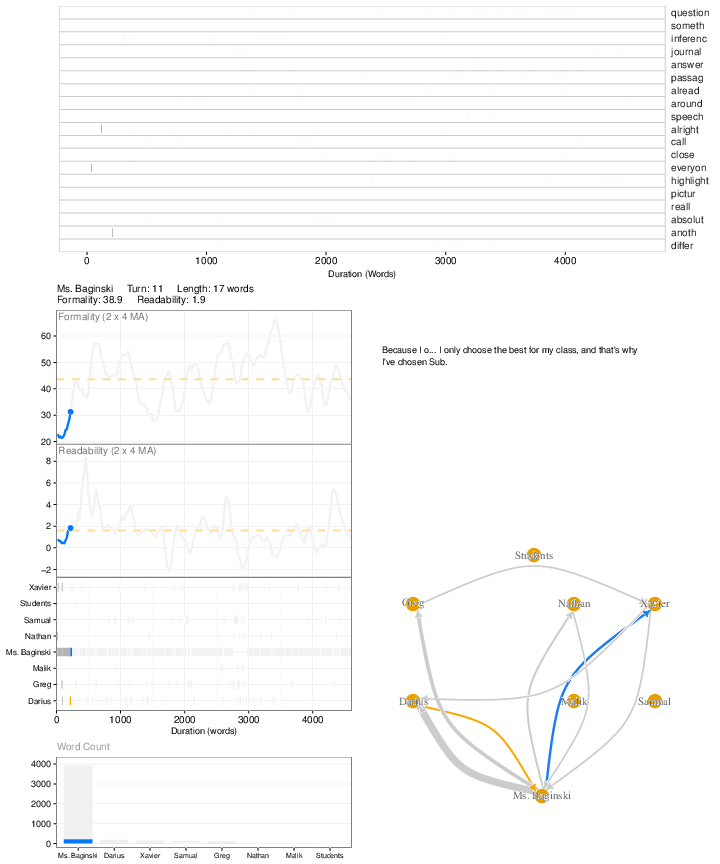 question
someth
inferenc
journal
answer
passag
alread
around
speech
alright
call
close
everyon
highlight
pictur
reall
absolut
anoth
differ
0 1000 2000 3000 4000
Duration (Words)
Ms. Baginski Turn: 11 Length: 17 words
Formality: 38.9 Readability: 1.9
Formality (2 x 4 MA)
60
50
40
30
20
Because I o... I only choose the best for my class, and that's why
I've chosen Sub.
Readability (2 x 4 MA)
8
6
4
2
0
−2
Xavier
Students
Samual
Nathan
Ms. Baginski
Malik
Greg
Darius
0 1000 2000 3000 4000
Duration (words)
Students
Greg Nathan Xavier
Darius Malik Samual
Ms. Baginski
Word Count
4000
3000
2000
1000
0
Ms. Baginski Darius Xavier Samual Greg Nathan Malik Students